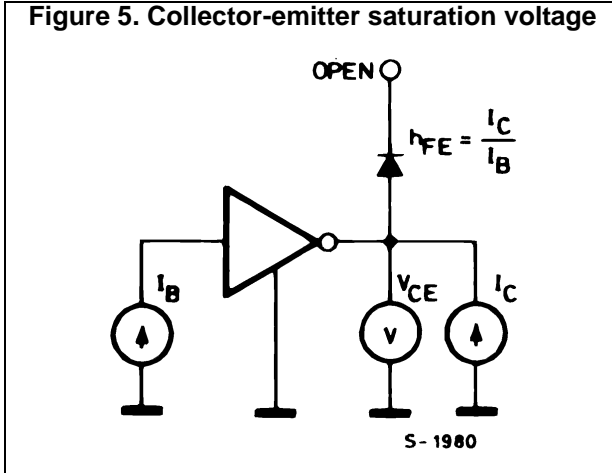 Figure 5. Collector-emitter saturation voltage
OPEN
hFE = IC
IB
IB
VCE
IC
V
S-1980